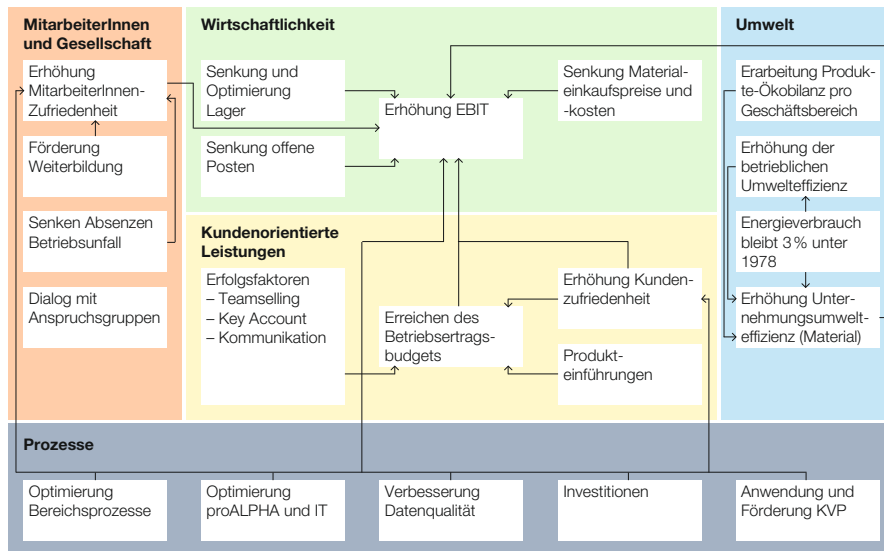 MitarbeiterInnen
und Gesellschaft
Erhöhung
MitarbeiterInnen-
Zufriedenheit
Förderung
Weiterbildung
Senken Absenzen
Betriebsunfall
Dialog mit
Anspruchsgruppen
Wirtschaftlichkeit
Senkung und
Optimierung
Lager
Senkung offene
Posten
Erhöhung EBIT
Senkung Material-
einkaufspreise und
-kosten
Kundenorientierte
Leistungen
Erfolgsfaktoren
– Teamselling
– Key Account
– Kommunikation
Erreichen des
Betriebsertrags-
budgets
Erhöhung Kunden-
zufriedenheit
Produkt-
einführungen
Umwelt
Erarbeitung Produk-
te-Ökobilanz pro
Geschäftsbereich
Erhöhung der
betrieblichen
Umwelteffizienz
Energieverbrauch
bleibt 3 % unter
1978
Erhöhung Unter-
nehmungsumwelt-
effizienz (Material)
Prozesse
Optimierung
Bereichsprozesse
Optimierung
proALPHA und IT
Verbesserung
Datenqualität
Investitionen
Anwendung und
Förderung KVP